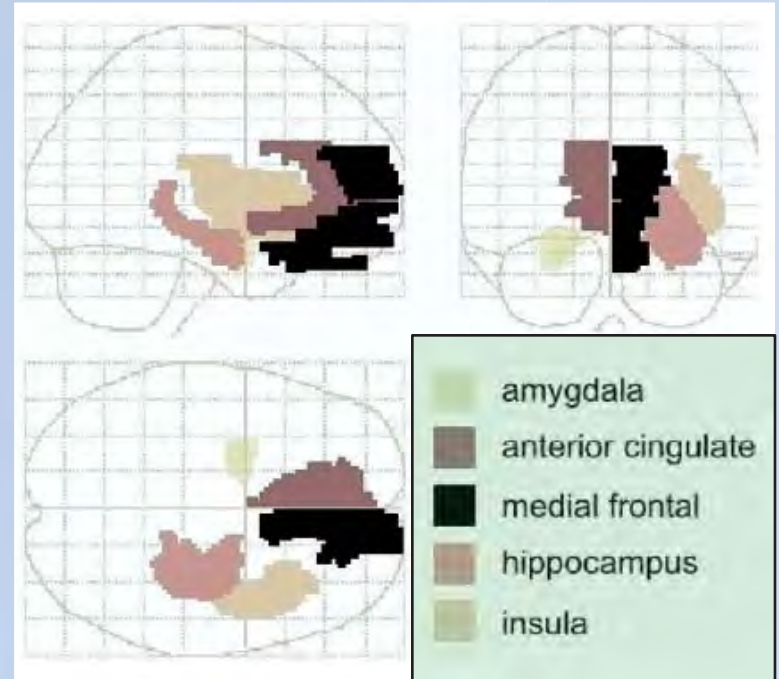 amygdala
anterior cingulate
medial frontal
hippocampus
insula